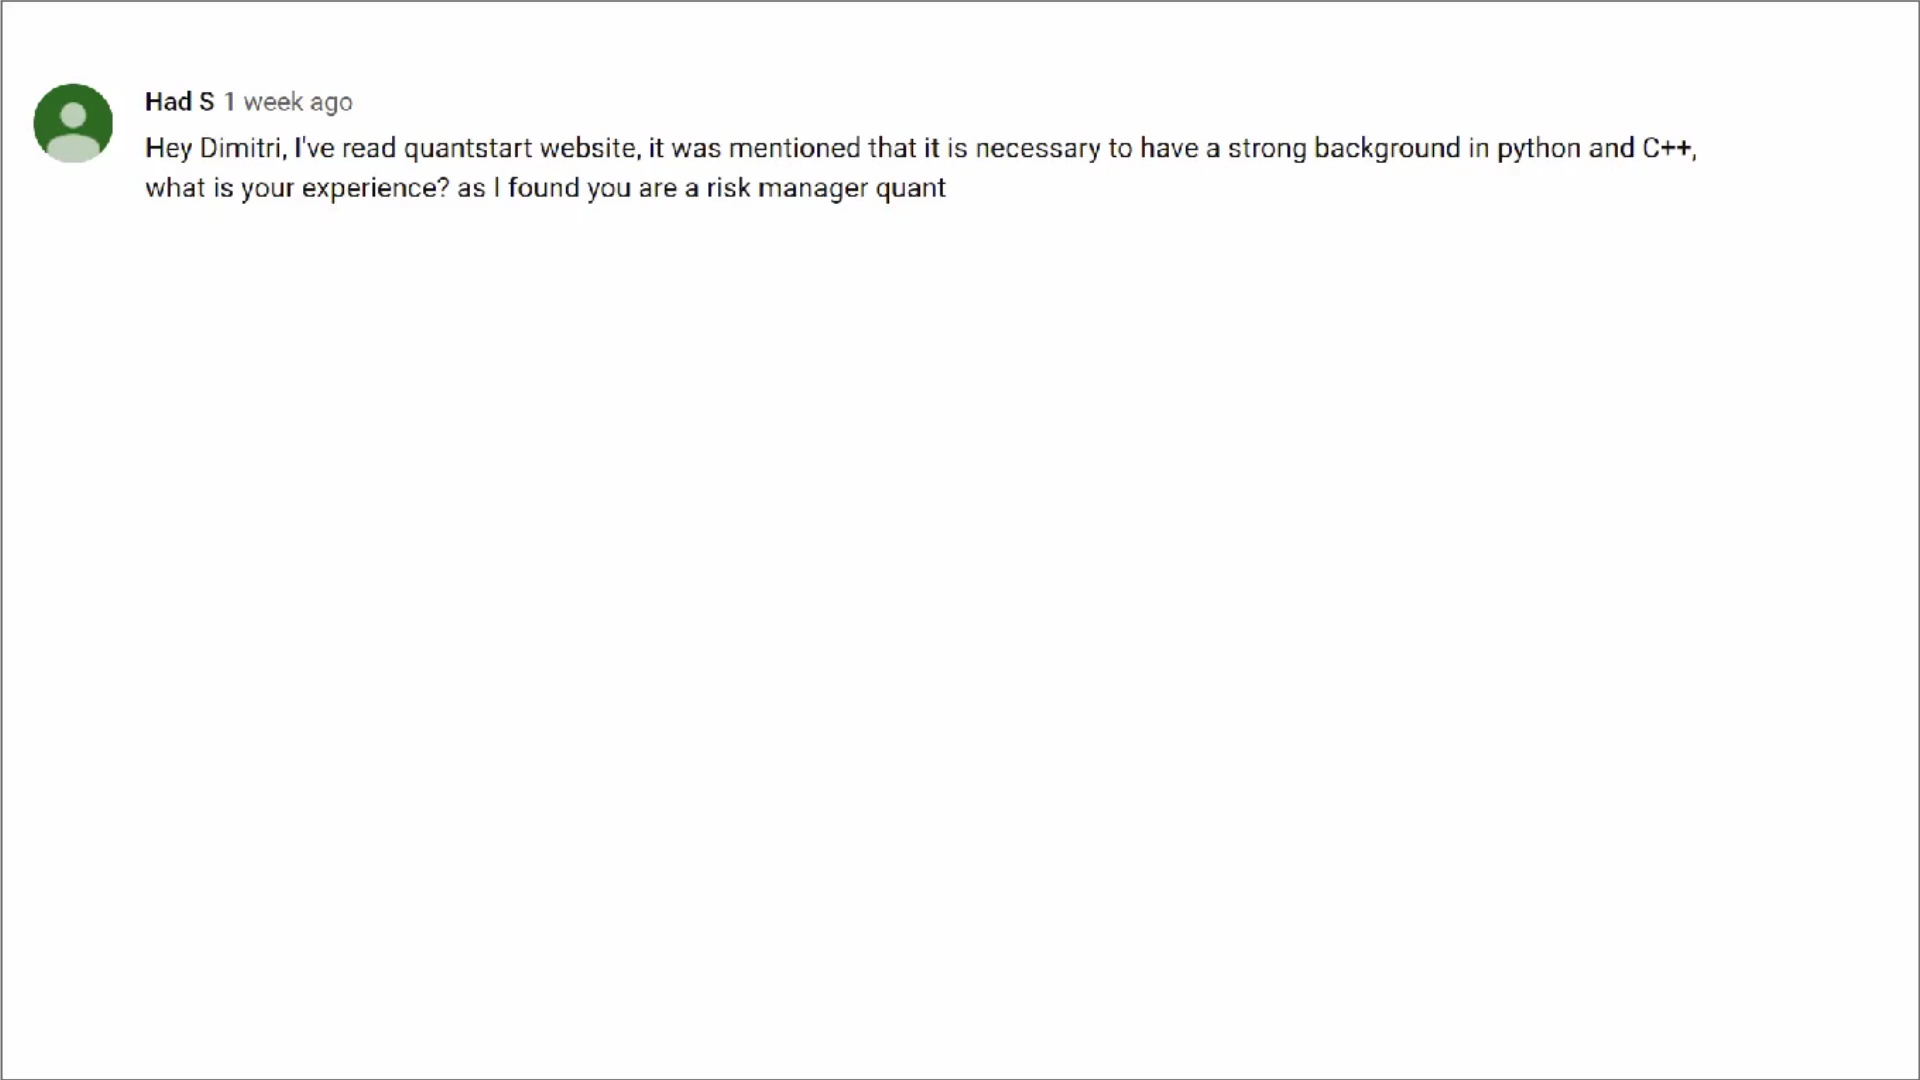 Had S 1 week ago
Hey Dimitri, I've read quantstart website, it was mentioned that it is necessary to have a strong background in python and C++,
what is your experience? as I found you are a risk manager quant